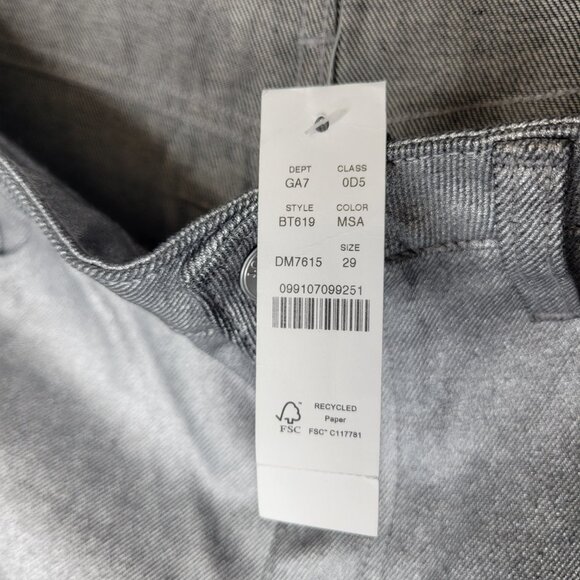 DEPT CLASS
GA7 0D5
STYLE COLOR
BT619 MSA
SIZE
DM7615 29
099107099251
RECYCLED
Paper
FSC™ C117781
FSC